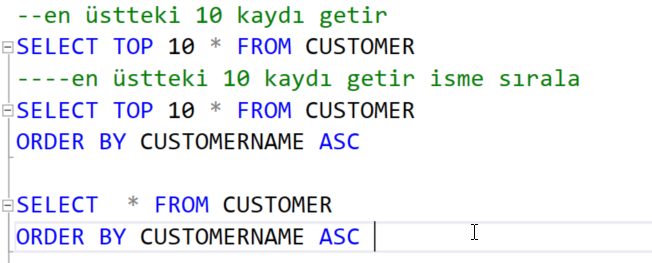 --en üstteki 10 kaydı getir
SELECT TOP 10 * FROM CUSTOMER
----en üstteki 10 kaydı getir isme sırala
SELECT TOP 10 * FROM CUSTOMER
ORDER BY CUSTOMERNAME ASC
SELECT  * FROM CUSTOMER
ORDER BY CUSTOMERNAME ASC